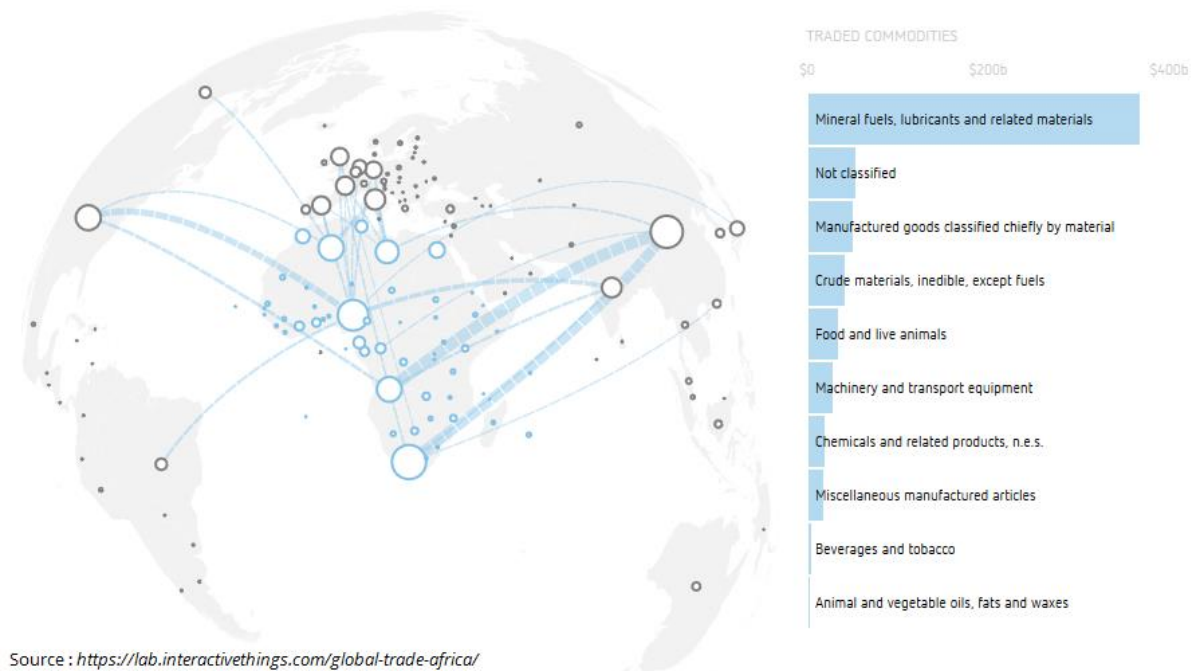 TRADED COMMODITIES
$0 $200b $400b
Mineral fuels, lubricants and related materials
Not classified
Manufactured goods classified chiefly by material
Crude materials, inedible, except fuels
Food and live animals
Machinery and transport equipment
Chemicals and related products, n.e.s.
Miscellaneous manufactured articles
Beverages and tobacco
Animal and vegetable oils, fats and waxes
Source : https://lab.interactivethings.com/global-trade-africa/